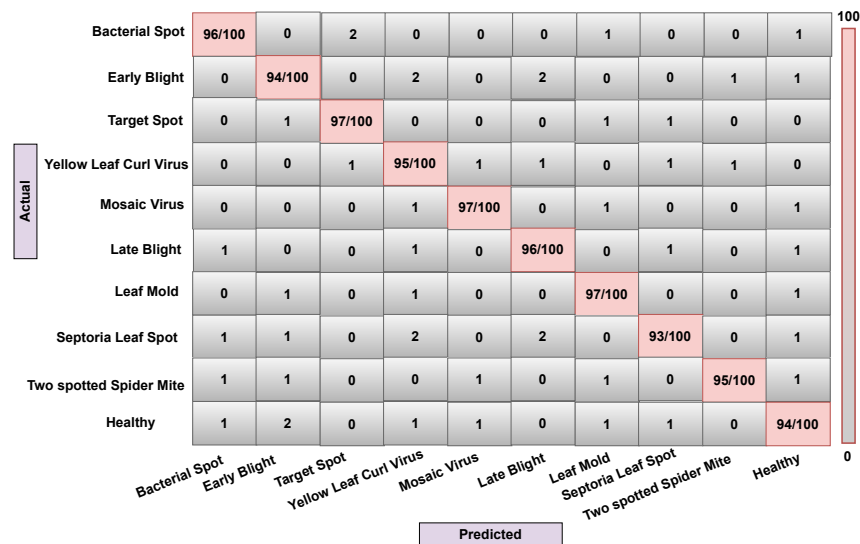 100
Bacterial Spot 96/100 0 2 0 0 0 1 0 0 1
Early Blight 0 94/100 0 2 0 2 0 0 1 1
Target Spot 0 1 97/100 0 0 0 1 1 0 0
Yellow Leaf Curl Virus 0 0 1 95/100 1 1 0 1 1 0
Actual
Mosaic Virus 0 0 0 1 97/100 0 1 0 0 1
Late Blight 1 0 0 1 0 96/100 0 1 0 1
Leaf Mold 0 1 0 1 0 0 97/100 0 0 1
Septoria Leaf Spot 1 1 0 2 0 2 0 93/100 0 1
Two spotted Spider Mite 1 1 0 0 1 0 1 0 95/100 1
Healthy 1 2 0 1 1 0 1 1 0 94/100
0
Bacterial Spot Early Blight Target Spot Yellow Leaf Curl Virus Mosaic Virus Late Blight Leaf Mold Septoria Leaf Spot Two spotted Spider Mite Healthy
Predicted